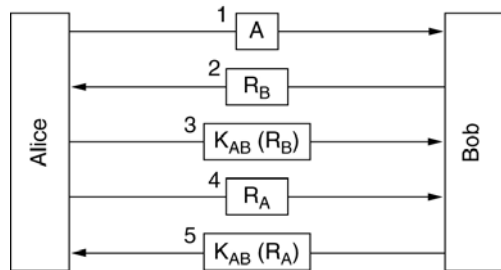 Alice
1 A
2 R_B
3 K_AB (R_B)
4 R_A
5 K_AB (R_A)
Bob